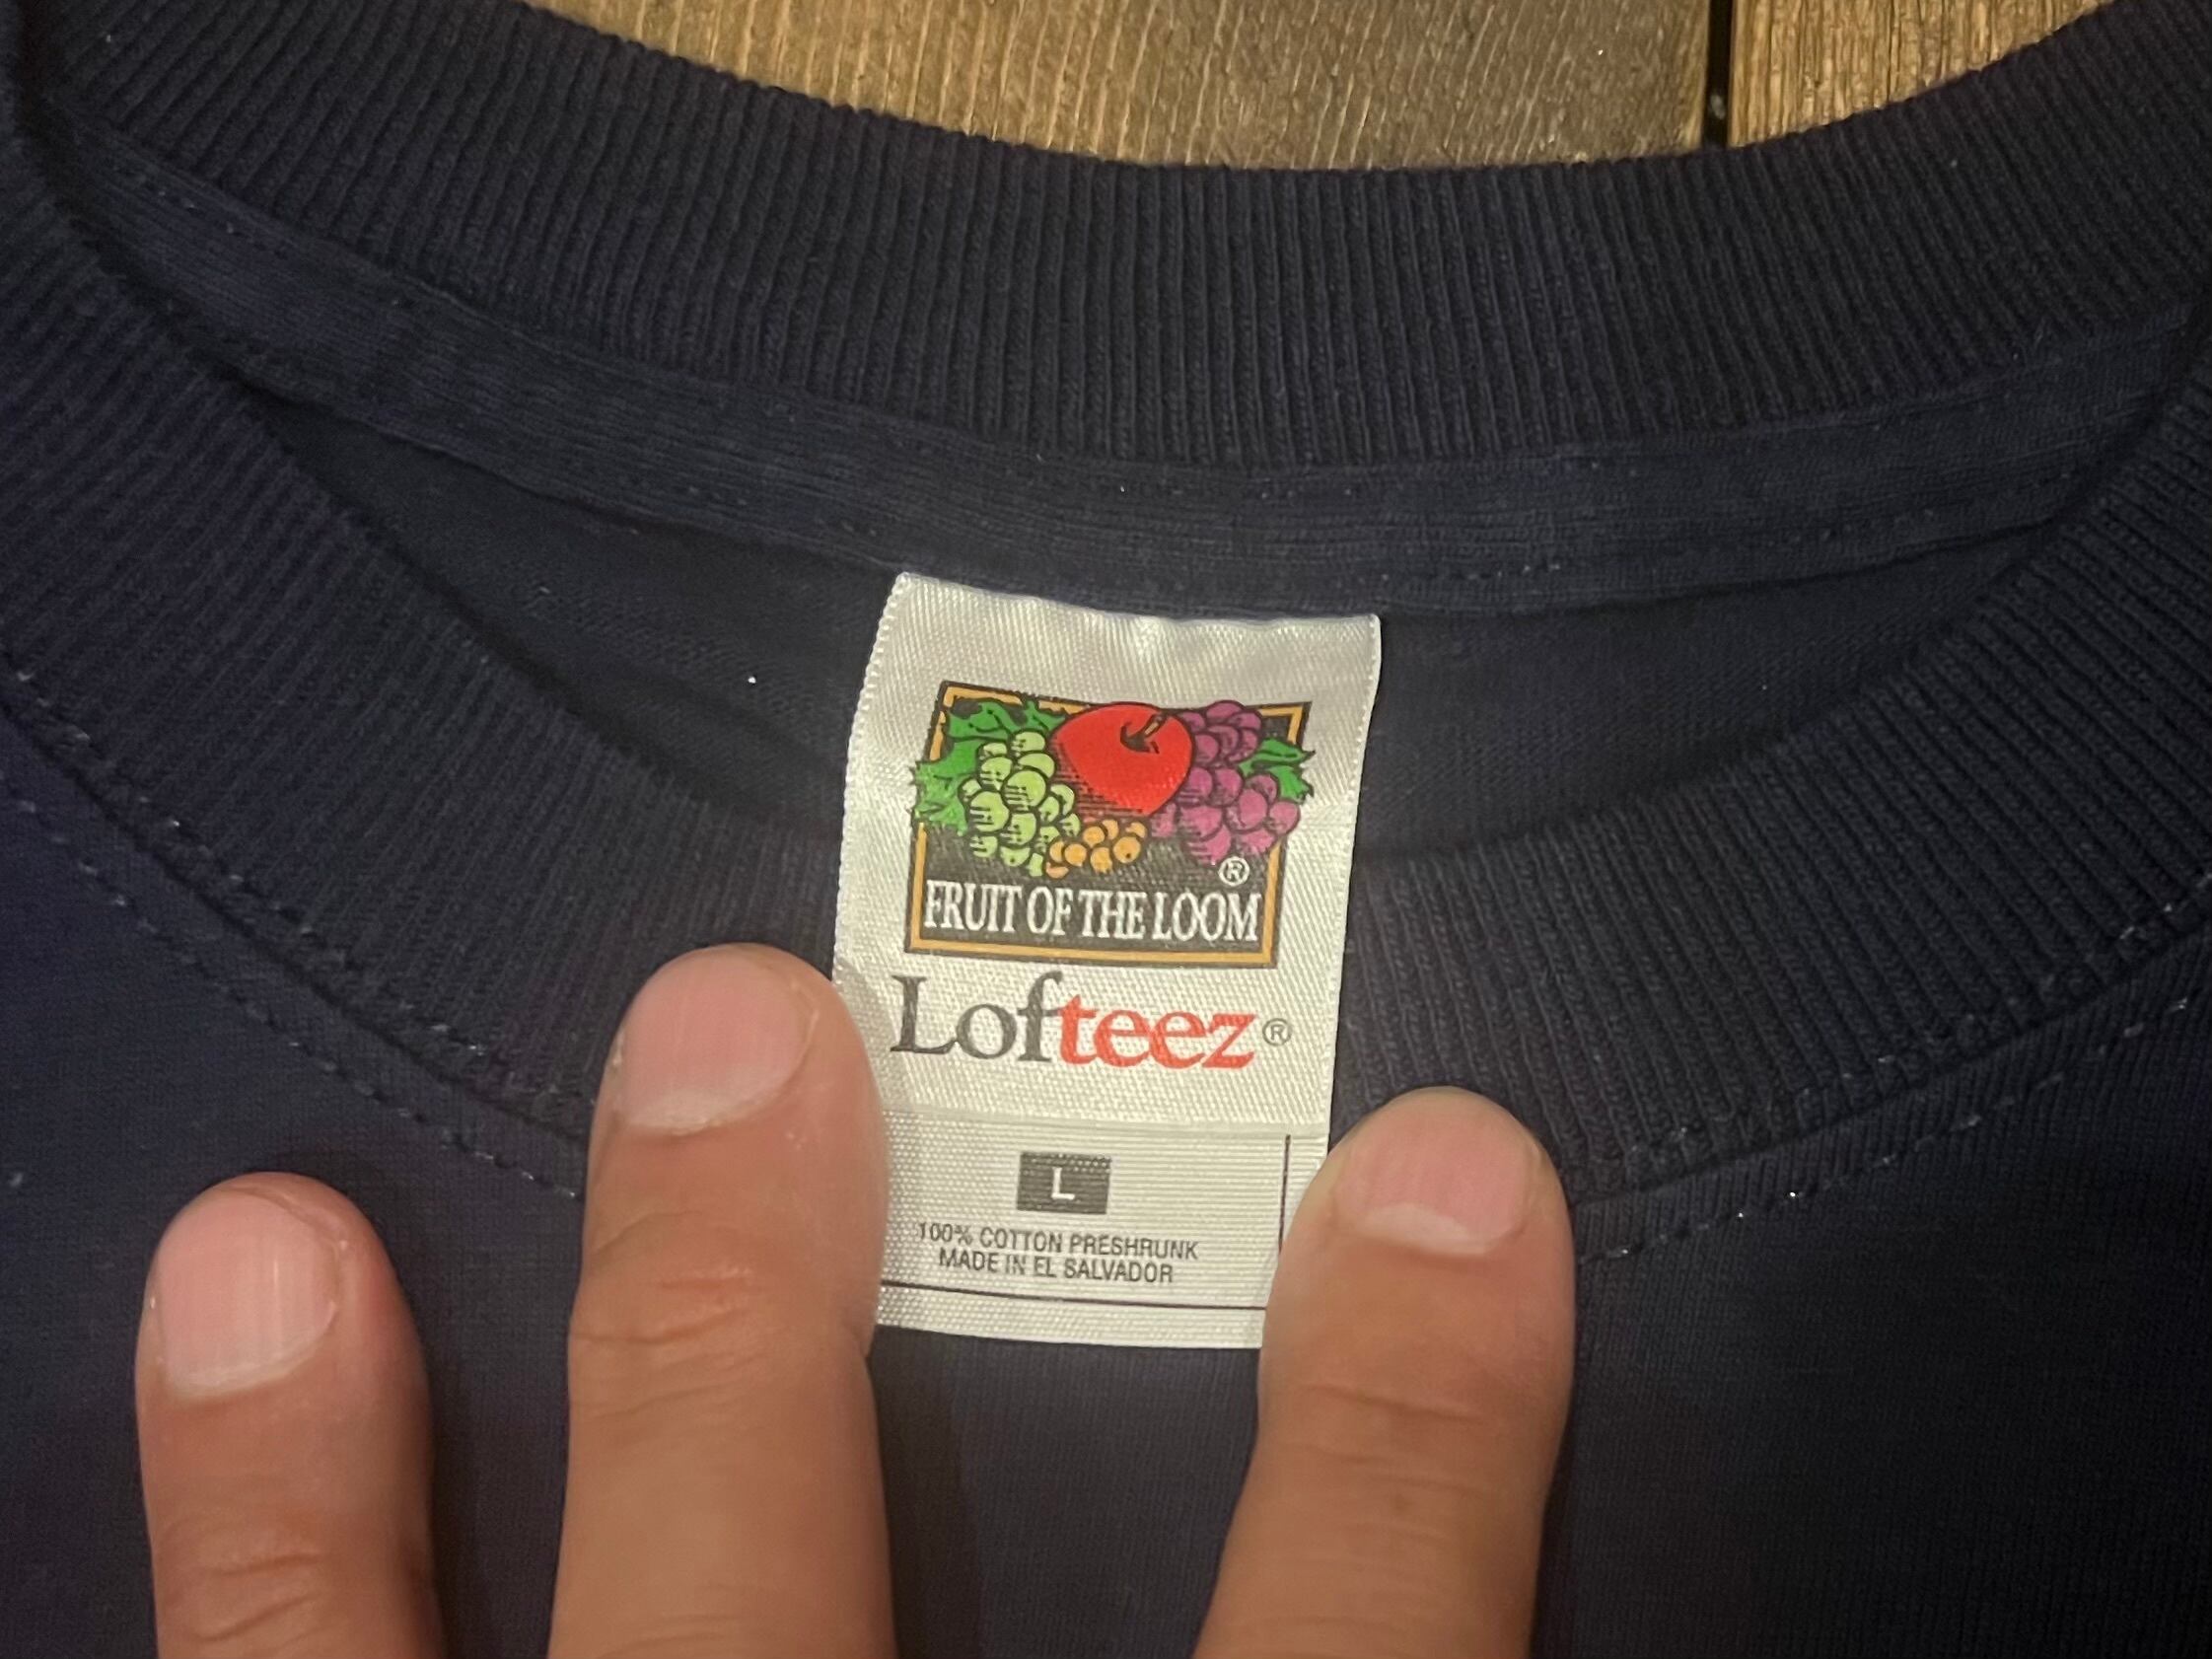 ®
FRUIT OF THE LOOM
Lofteez®
L
100% COTTON PRESHRUNK
MADE IN EL SALVADOR